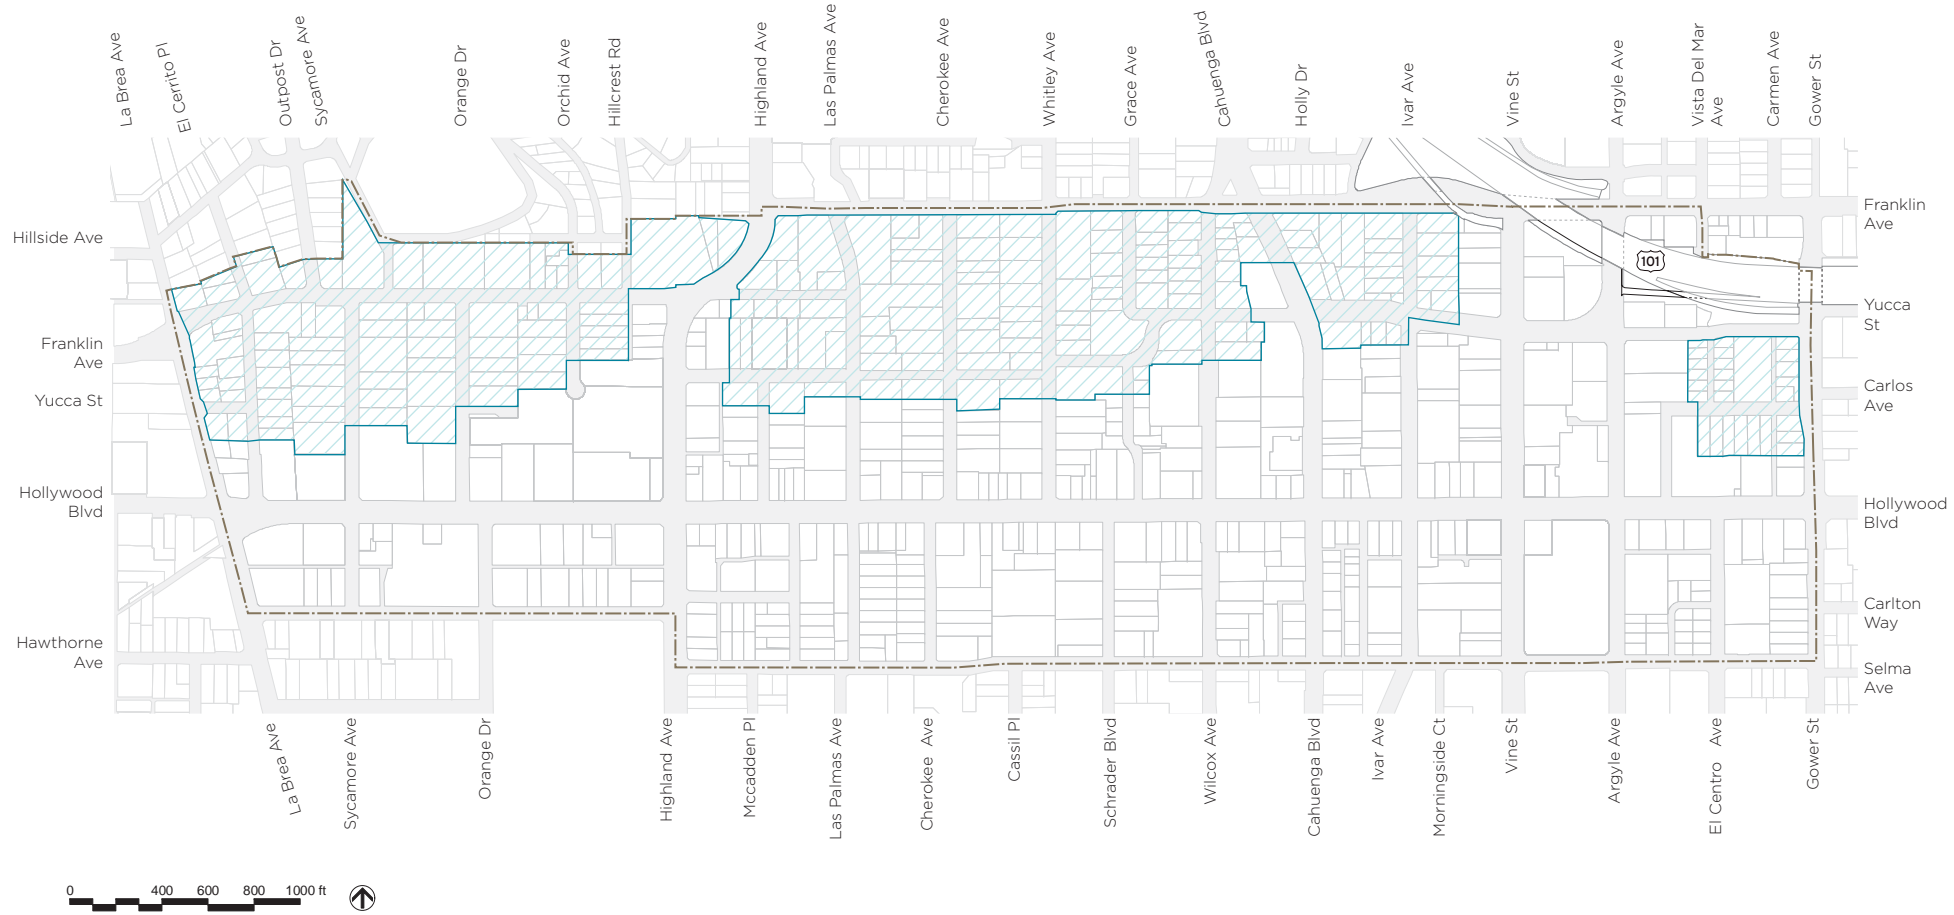 La Brea Ave
El Cerrito Pl
Outpost Dr
Sycamore Ave
Orange Dr
Orchid Ave
Hillcrest Rd
Highland Ave
Las Palmas Ave
Cherokee Ave
Whitley Ave
Grace Ave
Cahuenga Blvd
Holly Dr
Ivar Ave
Vine St
Argyle Ave
Vista Del Mar
Ave
Carmen Ave
Gower St
Hillside Ave
Franklin
Ave
Yucca St
Hollywood
Blvd
Hawthorne
Ave
101
Franklin
Ave
Yucca
St
Carlos
Ave
Hollywood
Blvd
Carlton
Way
Selma
Ave
La Brea Ave
Sycamore Ave
Orange Dr
Highland Ave
Mccadden Pl
Las Palmas Ave
Cherokee Ave
Cassil Pl
Schrader Blvd
Wilcox Ave
Cahuenga Blvd
Ivar Ave
Morningside Ct
Vine St
Argyle Ave
El Centro Ave
Gower St
0 400 600 800 1000 ft